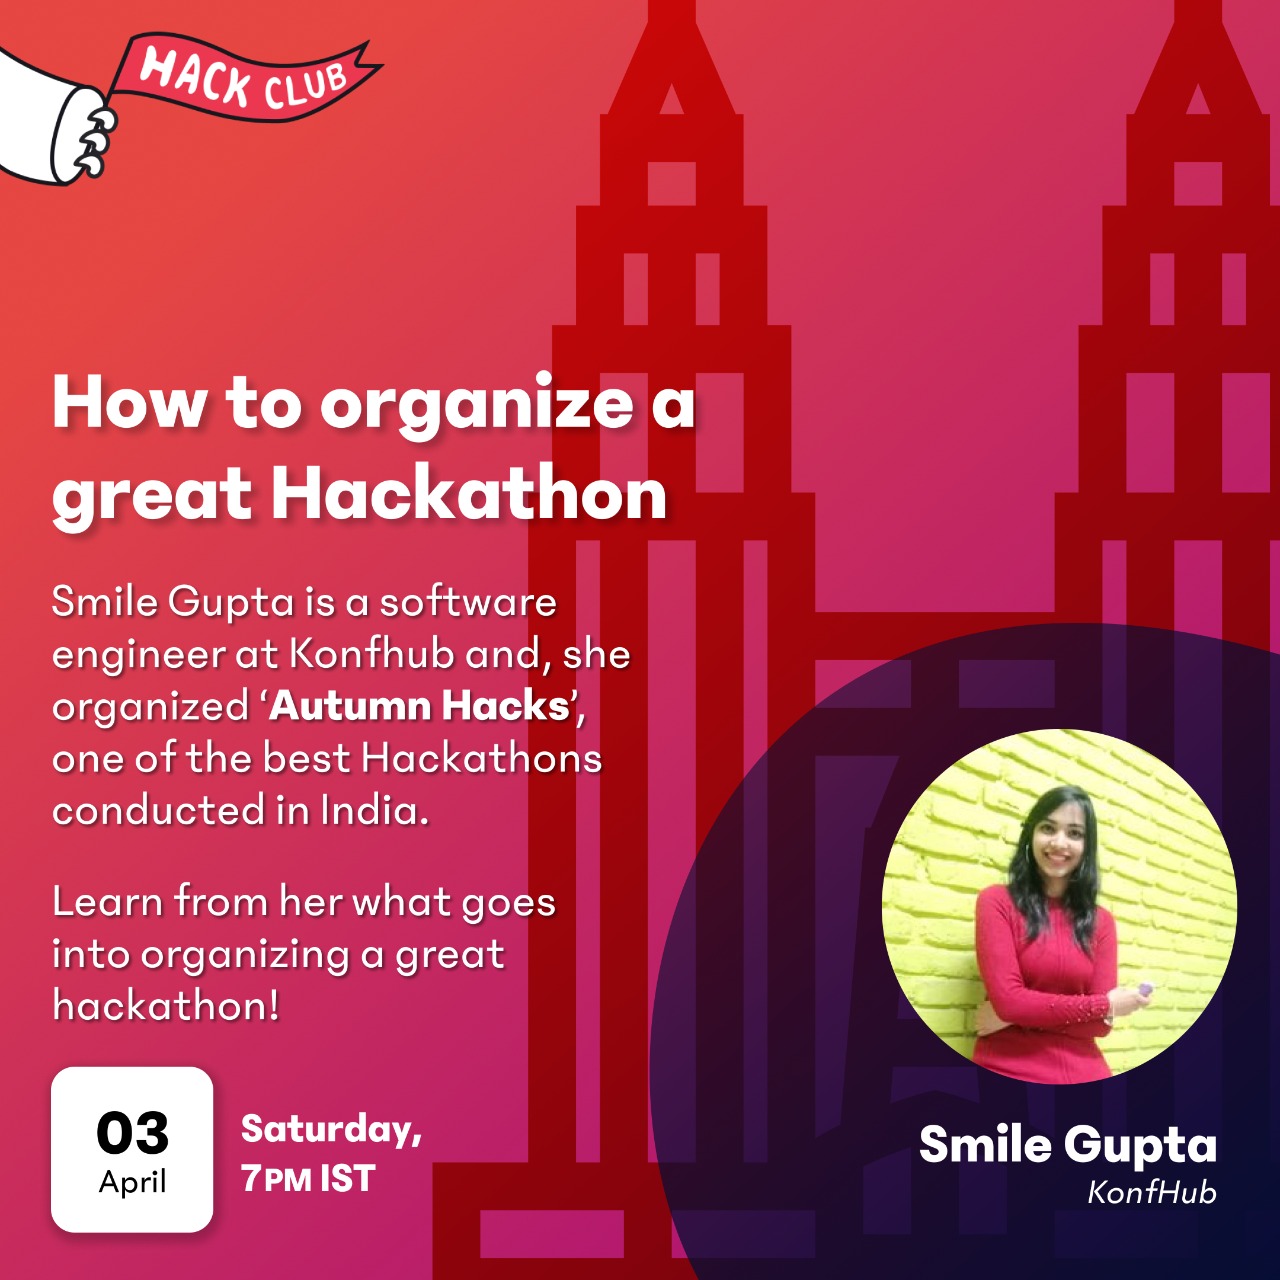 HACK CLUB
How to organize a
great Hackathon
Smile Gupta is a software
engineer at Konfhub and, she
organized ‘Autumn Hacks’,
one of the best Hackathons
conducted in India.
Learn from her what goes
into organizing a great
hackathon!
03
April
Saturday,
7PM IST
Smile Gupta
KonfHub